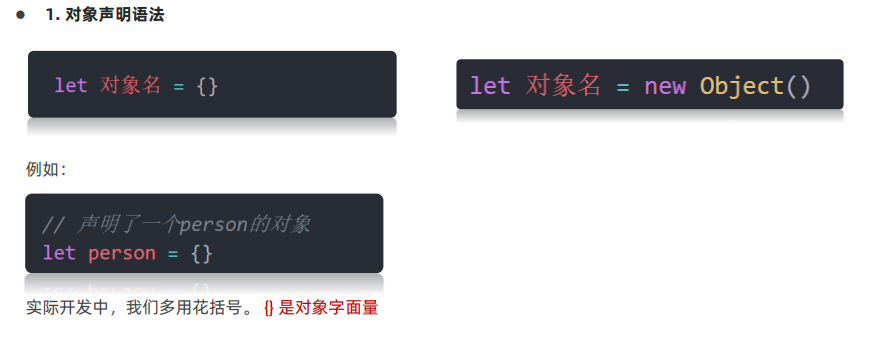 ● 1. 对象声明语法
let 对象名 = {}
let 对象名 = new Object()
例如：
// 声明了一个person的对象
let person = {}
实际开发中，我们多用花括号。 {} 是对象字面量